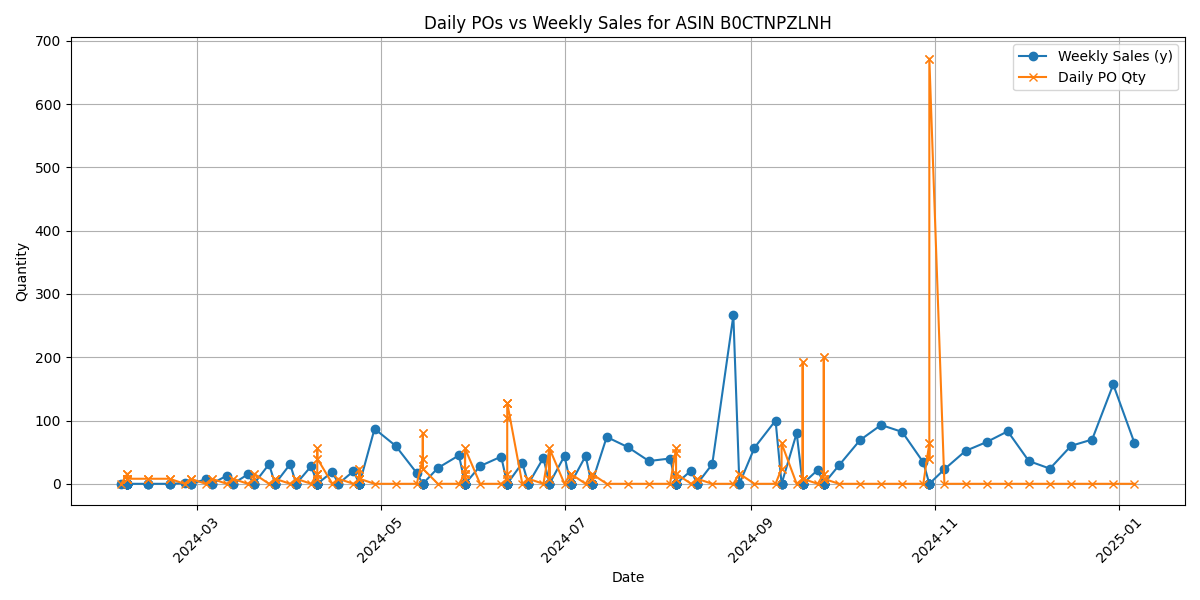 Daily POs vs Weekly Sales for ASIN B0CTNPZLNH
Weekly Sales (y)
Daily PO Qty
Quantity
700
600
500
400
300
200
100
0
2024-03
2024-05
2024-07
2024-09
2024-11
2025-01
Date